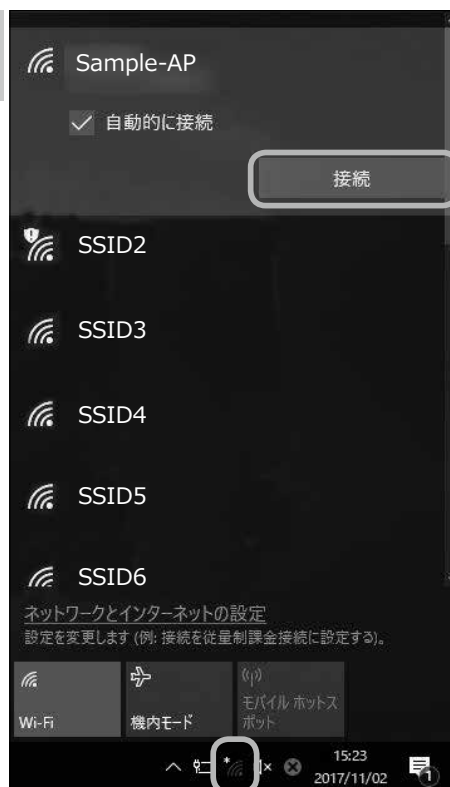 Sample-AP
自動的に接続
接続
SSID2
SSID3
SSID4
SSID5
SSID6
ネットワークとインターネットの設定
設定を変更します (例: 接続を従量制課金接続に設定する)。
Wi-Fi
機内モード
モバイル ホットス
ポット
15:23
2017/11/02
1